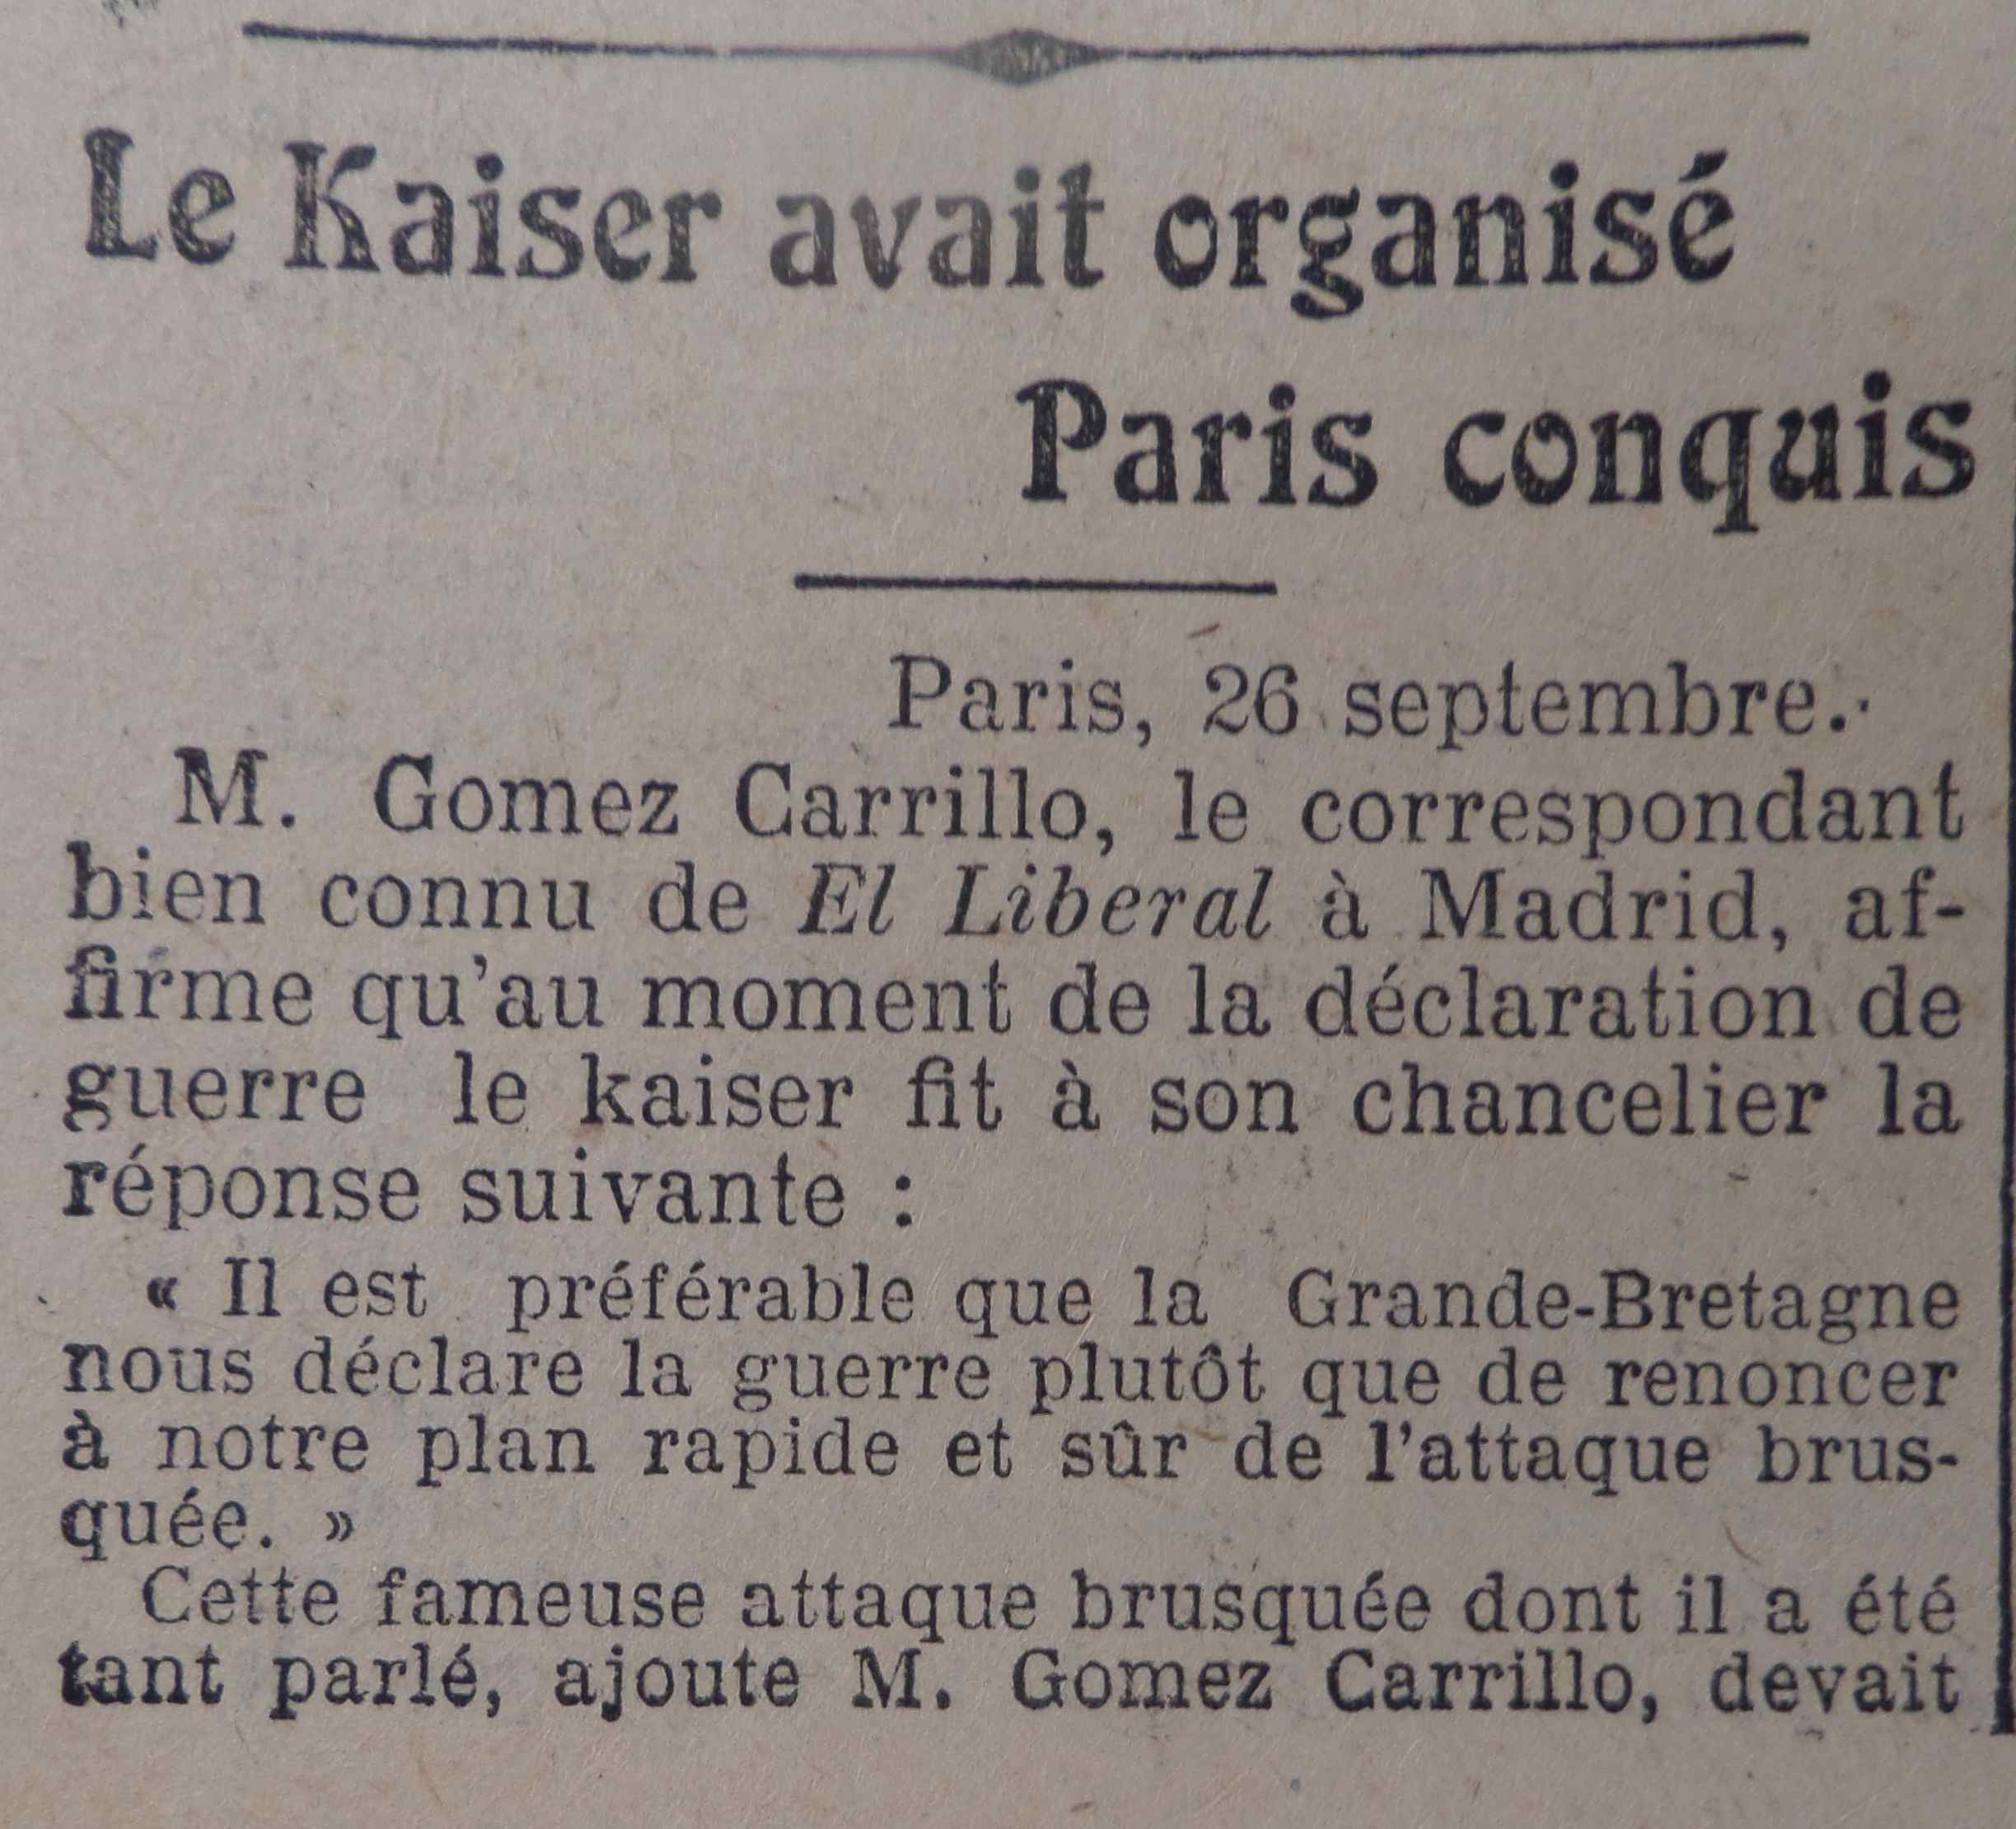 Le Kaiser avait organisé
Paris conquis
Paris, 26 septembre.
M. Gomez Carrillo, le correspondant
bien connu de El Liberal à Madrid, af-
firme qu'au moment de la déclaration de
guerre le kaiser fit à son chancelier la
réponse suivante :
« Il est préférable que la Grande-Bretagne
nous déclare la guerre plutôt que de renoncer
à notre plan rapide et sûr de l'attaque brus-
quée. »
Cette fameuse attaque brusquée dont il a été
tant parlé, ajoute M. Gomez Carrillo, devait